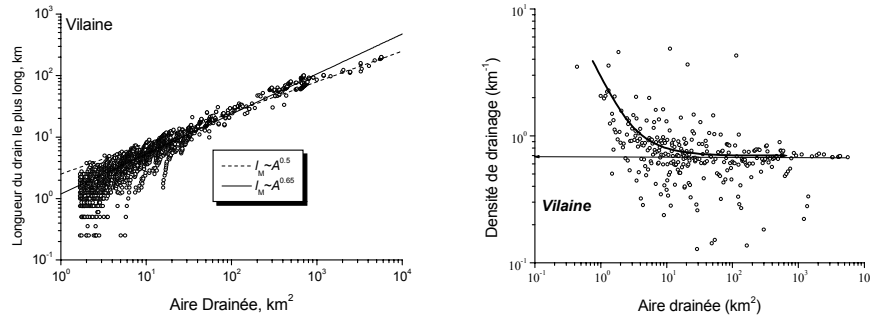 Vilaine
Longueur du drain le plus long, km
10³
10²
10¹
10⁰
10⁻¹
l_M~A^0.5
l_M~A^0.65
10⁰ 10¹ 10² 10³ 10⁴
Aire Drainée, km²
Densité de drainage (km⁻¹)
10¹
10⁰
10⁻¹
Vilaine
10⁻¹ 10⁰ 10¹ 10² 10³ 10
Aire drainée (km²)